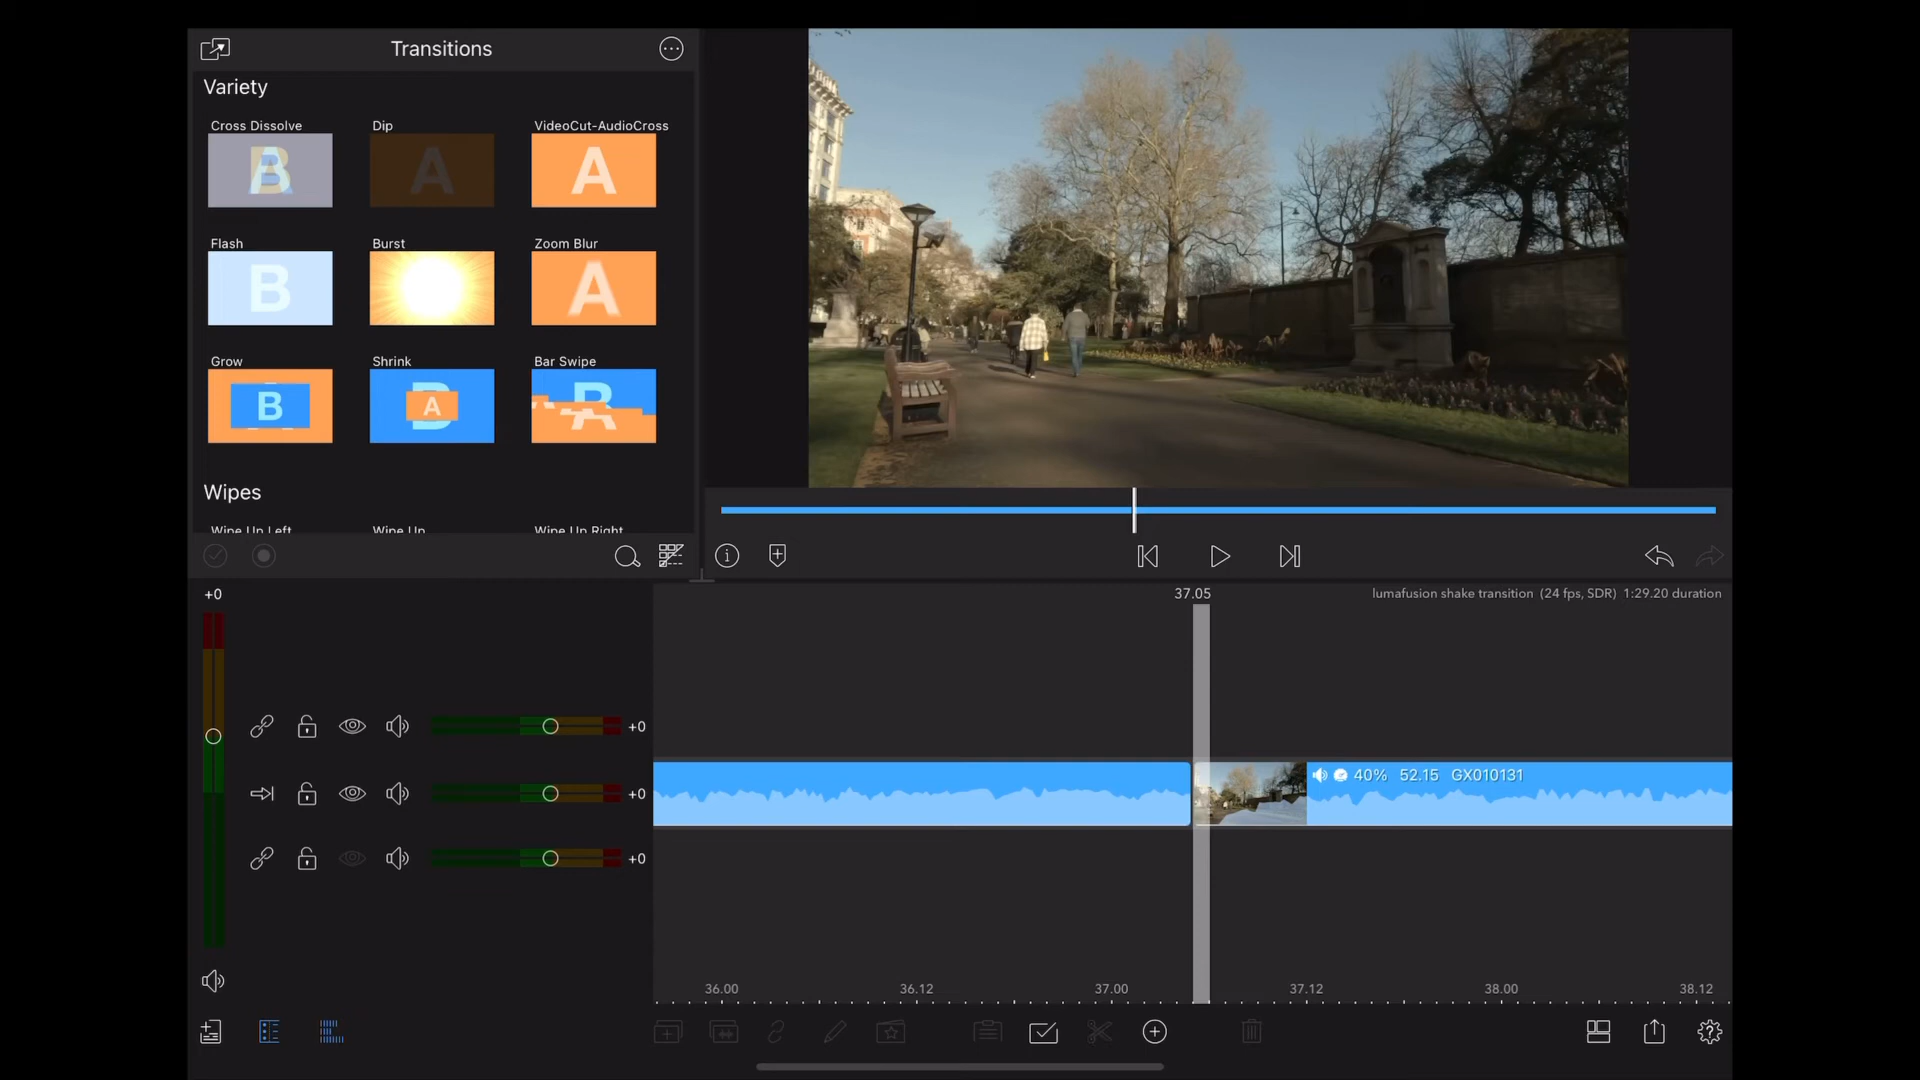 Transitions
Variety
Cross Dissolve
Dip
VideoCut-AudioCross
B
A
A
Flash
Burst
Zoom Blur
B
A
Grow
Shrink
Bar Swipe
B
A
Wipes
Wipe Up Left
Wipe Up
Wipe Up Right
+0
37.05
lumafusion shake transition (24 fps, SDR) 1:29.20 duration
+0
+0
40% 52.15 GX010131
+0
36.00
36.12
37.00
37.12
38.00
38.12